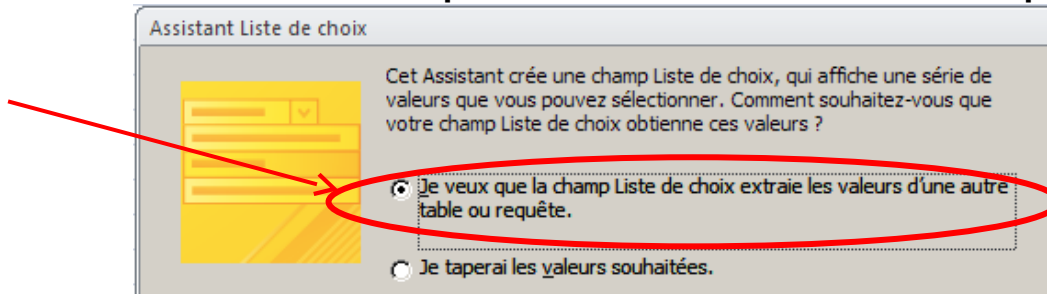 Assistant Liste de choix
Cet Assistant crée une champ Liste de choix, qui affiche une série de
valeurs que vous pouvez sélectionner. Comment souhaitez-vous que
votre champ Liste de choix obtienne ces valeurs ?
Je veux que la champ Liste de choix extraie les valeurs d'une autre
table ou requête.
Je taperai les valeurs souhaitées.